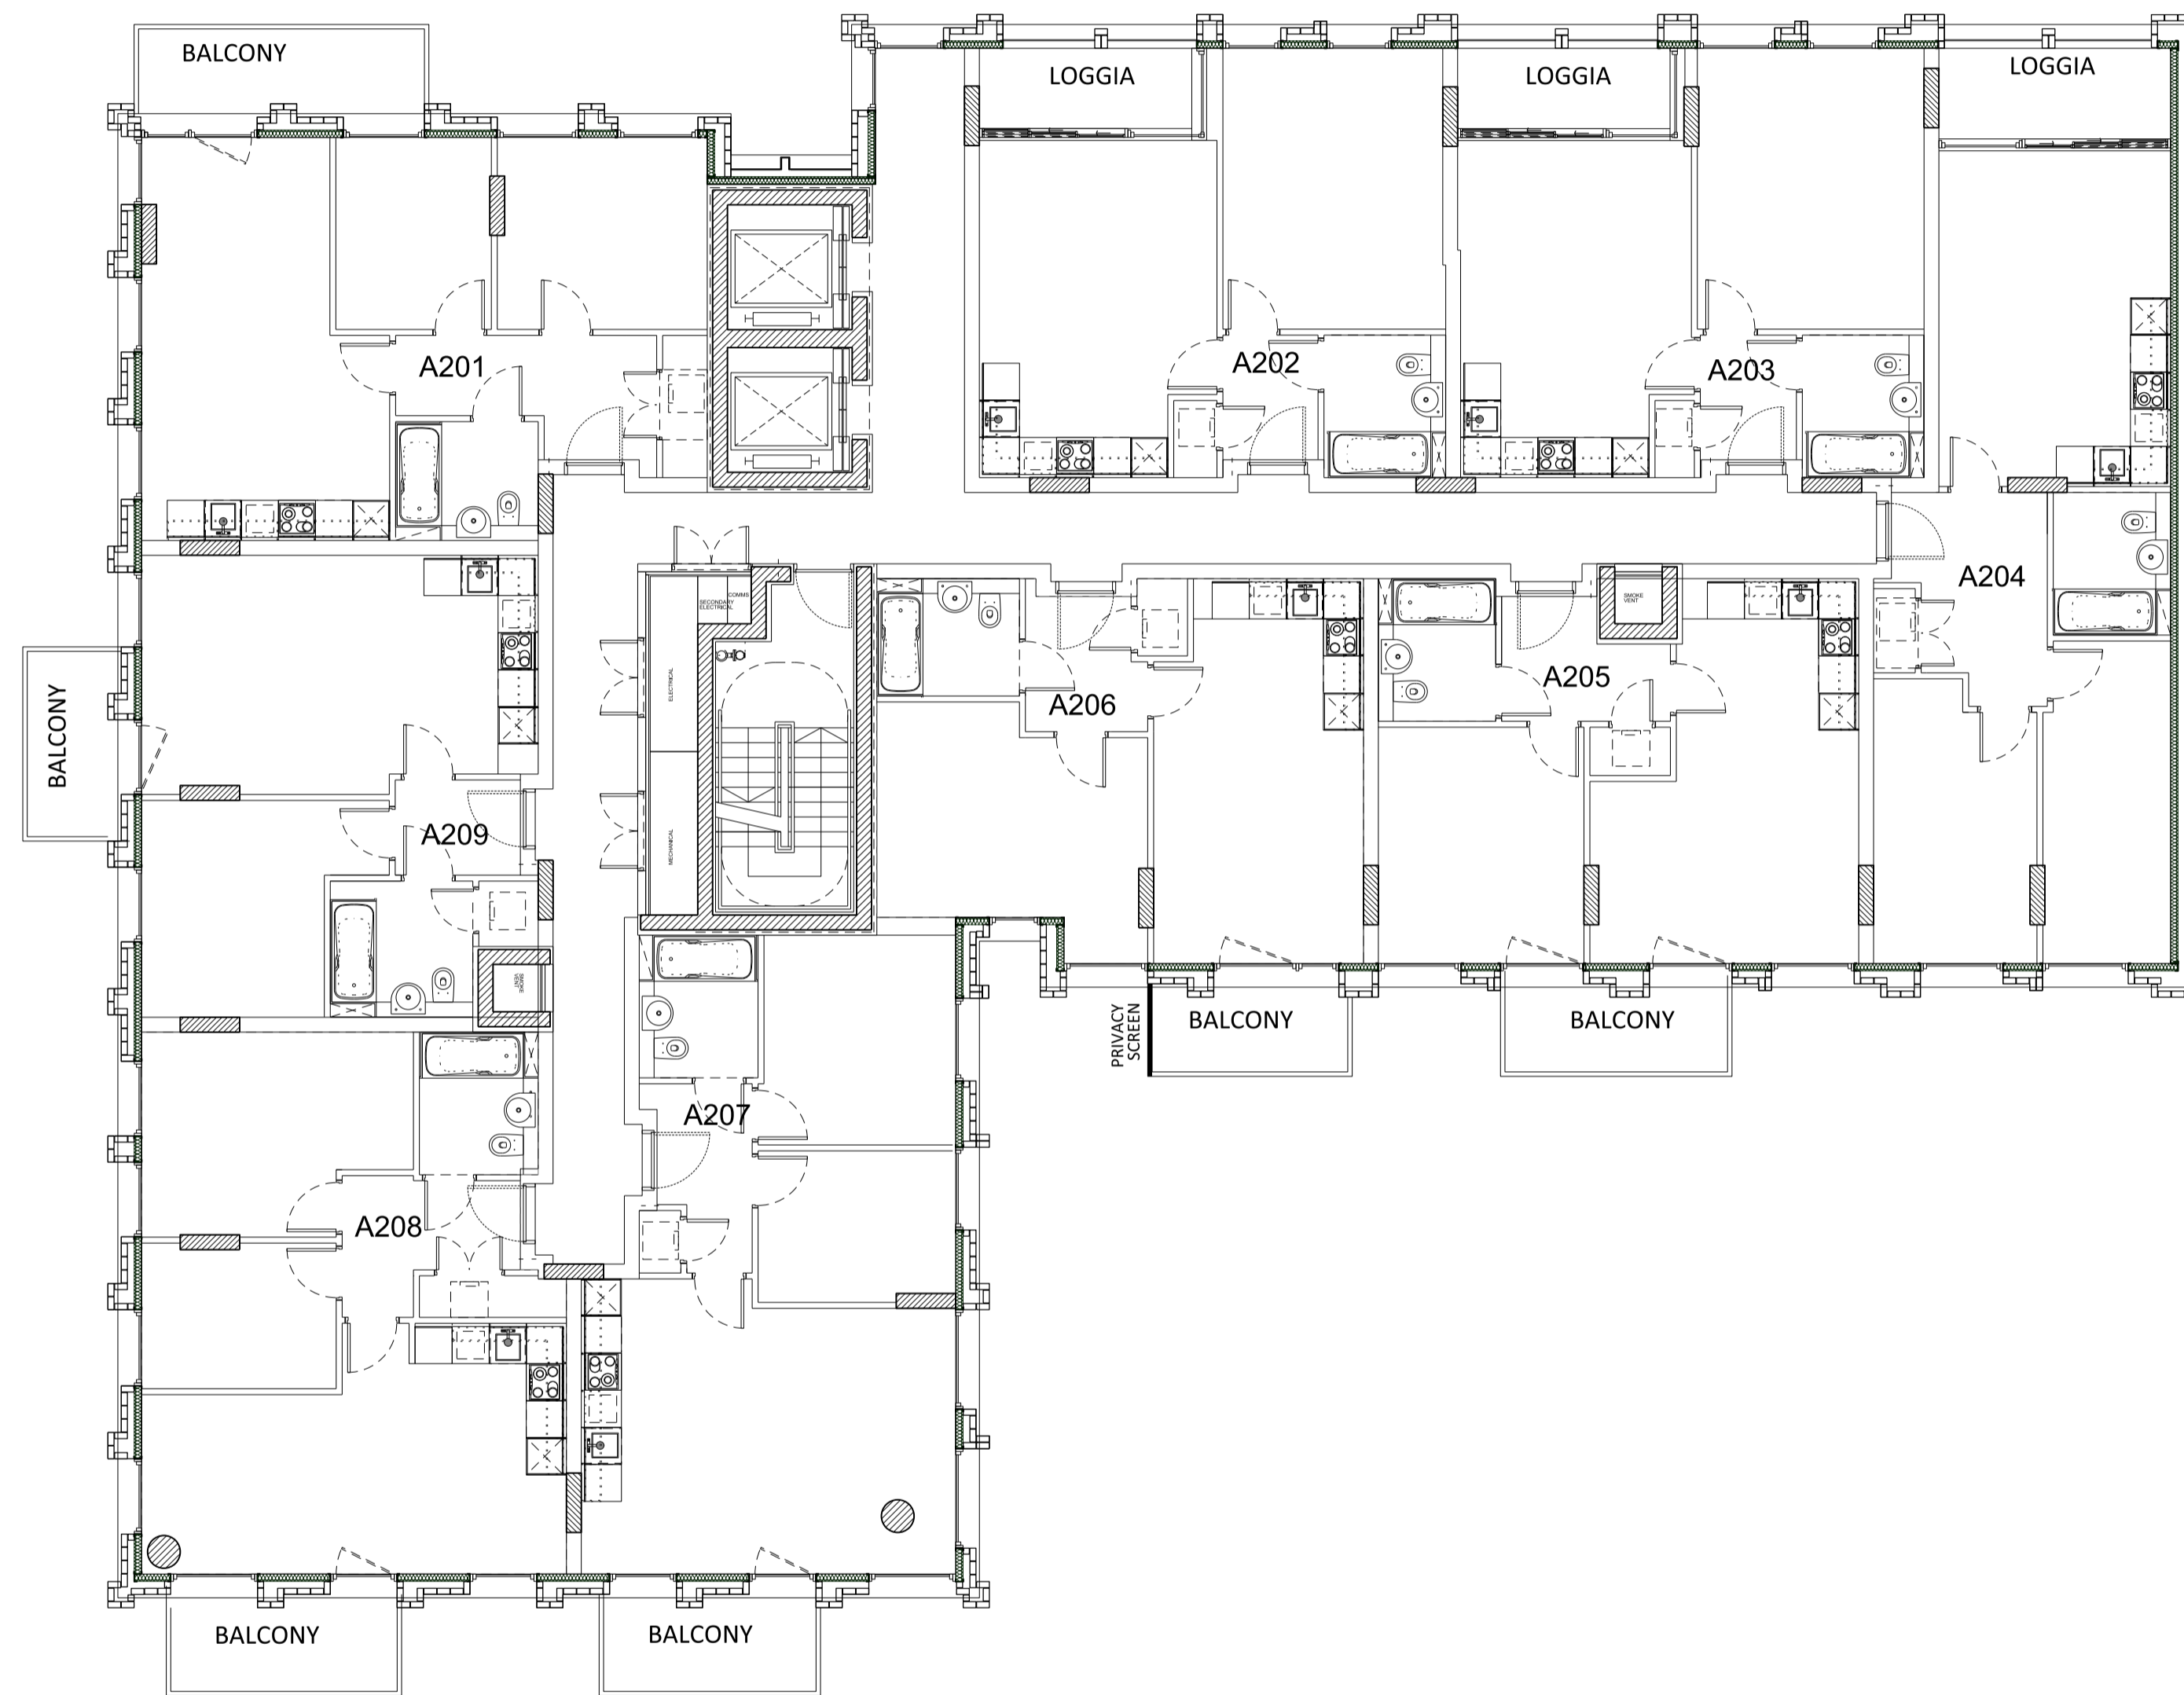 BALCONY
LOGGIA
LOGGIA
LOGGIA
A201
A202
A203
A204
SECONDARY
ELECTRICAL
COMMS
SMOKE
VENT
ELECTRICAL
A205
A206
BALCONY
A209
MECHANICAL
SMOKE
VENT
PRIVACY
SCREEN
BALCONY
BALCONY
A207
A208
BALCONY
BALCONY